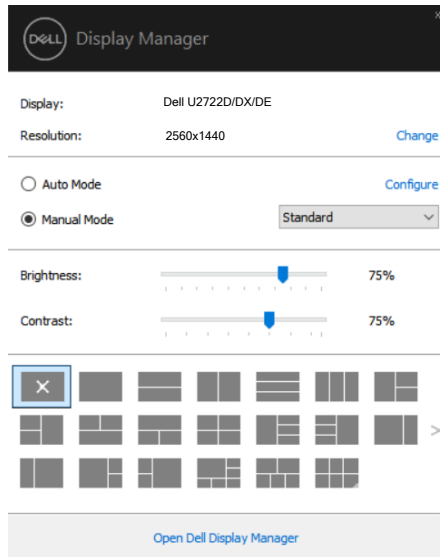 DELL Display Manager
Display: Dell U2722D/DX/DE
Resolution: 2560x1440 Change
Auto Mode Configure
Manual Mode Standard
Brightness: 75%
Contrast: 75%
Open Dell Display Manager